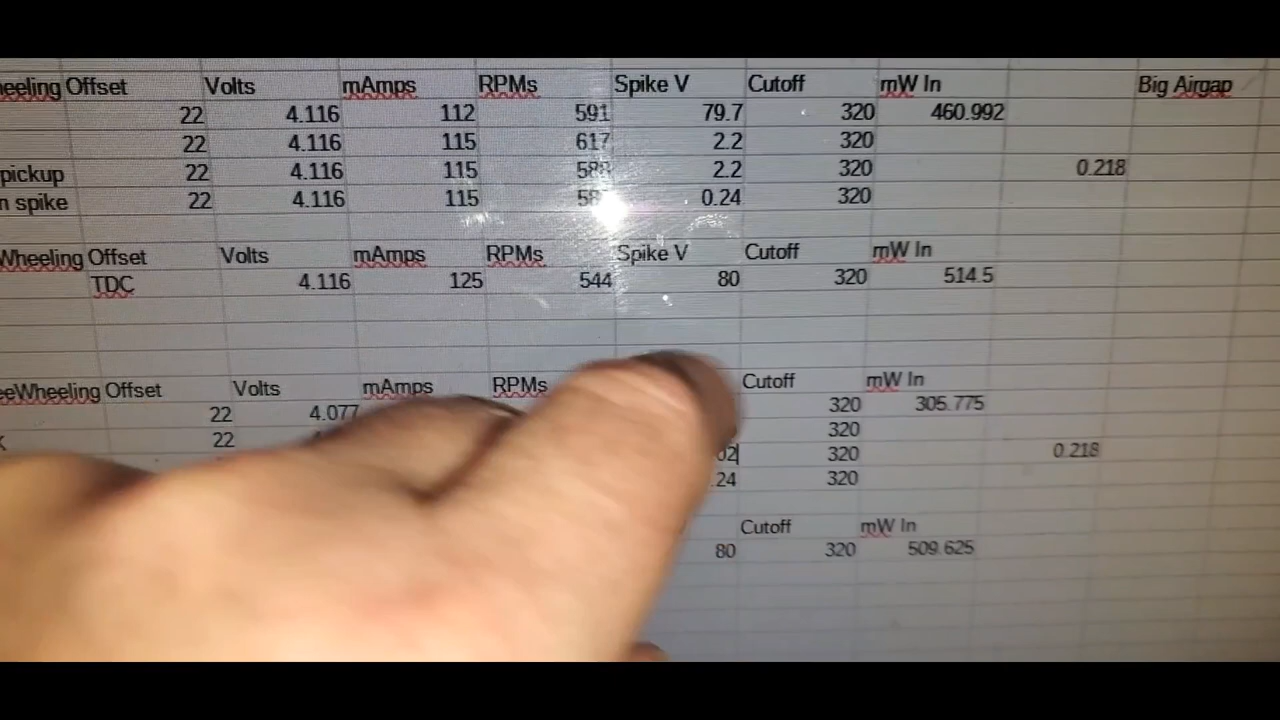 Offset Volts mAmps RPMs Spike V Cutoff mW In Big Airgap
22 4.116 112 591 79.7 320 460.992
22 4.116 115 617 2.2 320
pickup 22 4.116 115 2.2 320 0.218
spike 22 4.116 115 0.24 320
Wheeling Offset Volts mAmps RPMs Spike V Cutoff mW In
TDC 4.116 125 544 80 320 514.5
eeWheeling Offset Volts mAmps RPMs Cutoff mW In
22 4.077 320 305.775
22 320
02 320 0.218
.24 320
Cutoff mW In
80 320 509.625